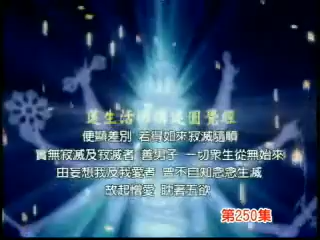 蓮生活佛講述圓覺經
便顯差別 若得如來寂滅隨順
實無寂滅及寂滅者 善男子 一切眾生從無始來
由妄想我及我愛者 曾不自知念念生滅
故起憎愛 耽著五欲
第250集